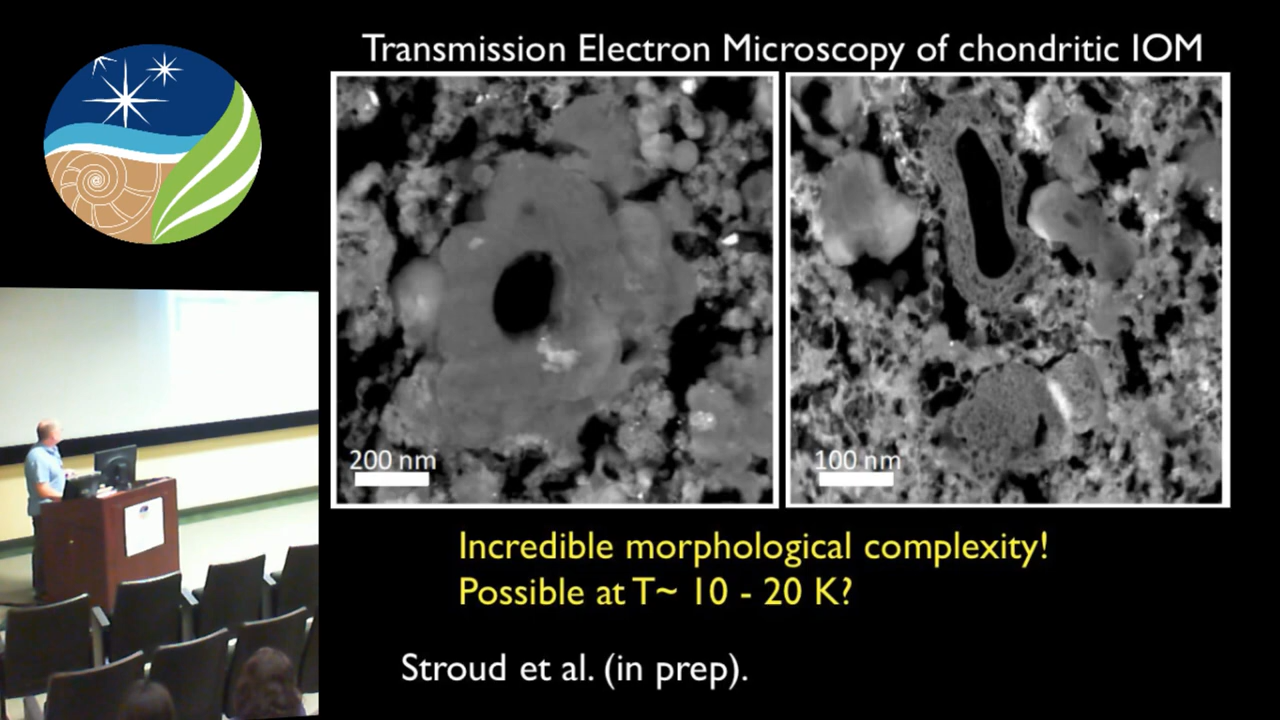 Transmission Electron Microscopy of chondritic IOM
200 nm
100 nm
Incredible morphological complexity!
Possible at T~ 10 - 20 K?
Stroud et al. (in prep).